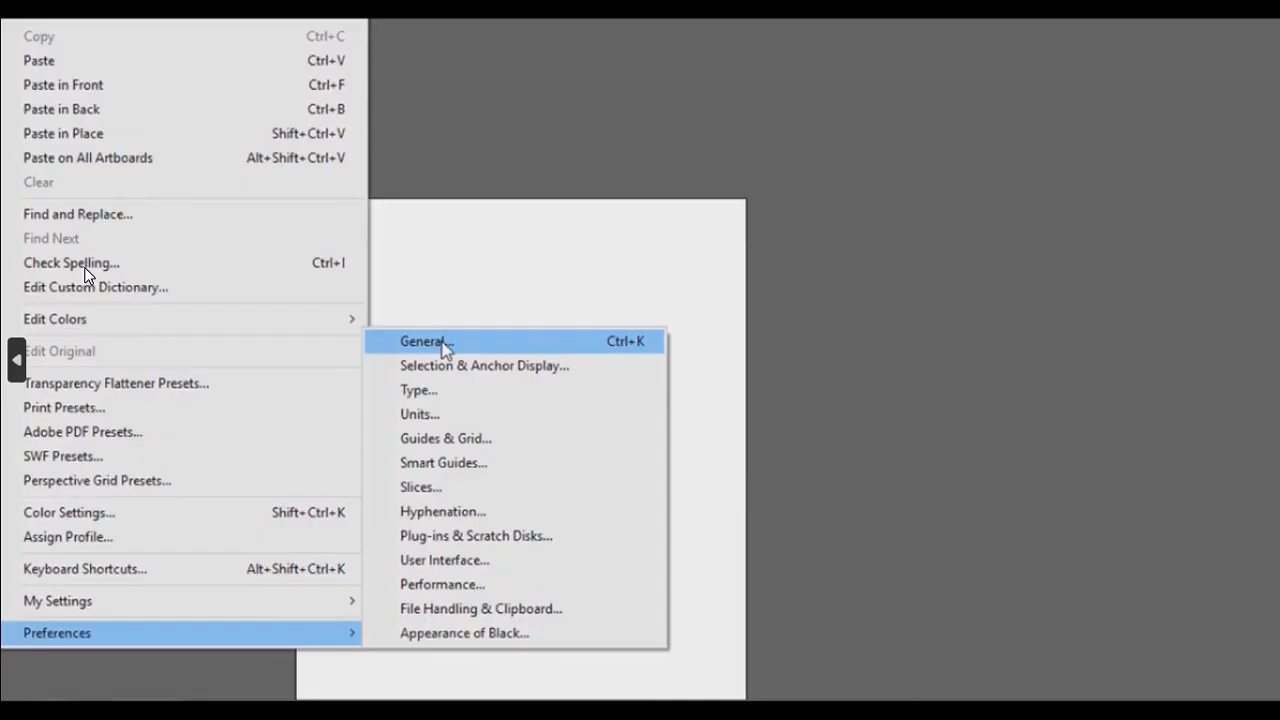 Copy Ctrl+C
Paste Ctrl+V
Paste in Front Ctrl+F
Paste in Back Ctrl+B
Paste in Place Shift+Ctrl+V
Paste on All Artboards Alt+Shift+Ctrl+V
Clear
Find and Replace...
Find Next
Check Spelling... Ctrl+I
Edit Custom Dictionary...
Edit Colors
Edit Original
Transparency Flattener Presets...
Print Presets...
Adobe PDF Presets...
SWF Presets...
Perspective Grid Presets...
Color Settings... Shift+Ctrl+K
Assign Profile...
Keyboard Shortcuts... Alt+Shift+Ctrl+K
My Settings
Preferences
General... Ctrl+K
Selection & Anchor Display...
Type...
Units...
Guides & Grid...
Smart Guides...
Slices...
Hyphenation...
Plug-ins & Scratch Disks...
User Interface...
Performance...
File Handling & Clipboard...
Appearance of Black...